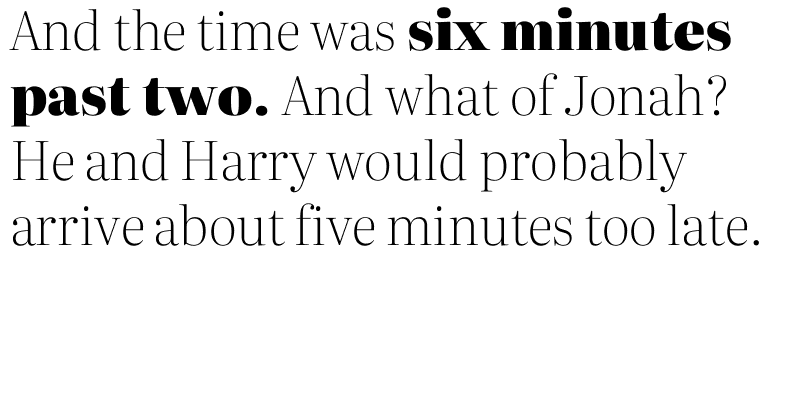 And the time was six minutes
past two. And what of Jonah?
He and Harry would probably
arrive about five minutes too late.